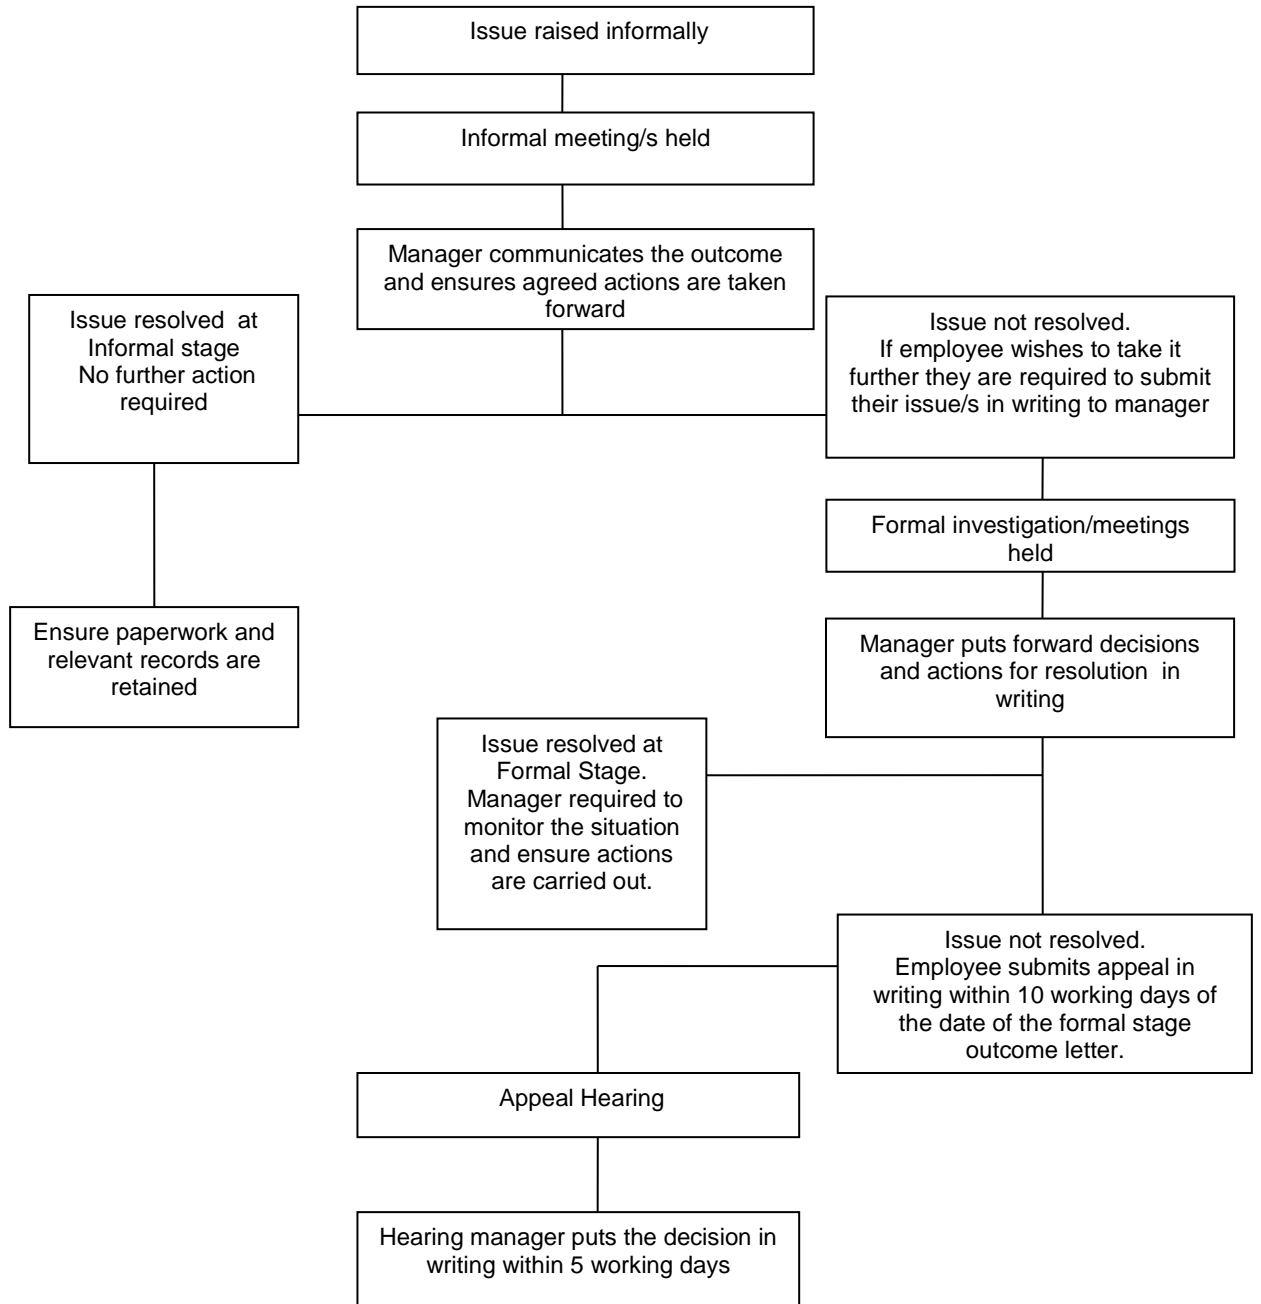 Issue raised informally
Informal meeting/s held
Manager communicates the outcome
and ensures agreed actions are taken
forward
Issue resolved at
Informal stage
No further action
required
Issue not resolved.
If employee wishes to take it
further they are required to submit
their issue/s in writing to manager
Formal investigation/meetings
held
Ensure paperwork and
relevant records are
retained
Manager puts forward decisions
and actions for resolution in
writing
Issue resolved at
Formal Stage.
Manager required to
monitor the situation
and ensure actions
are carried out.
Issue not resolved.
Employee submits appeal in
writing within 10 working days of
the date of the formal stage
outcome letter.
Appeal Hearing
Hearing manager puts the decision in
writing within 5 working days